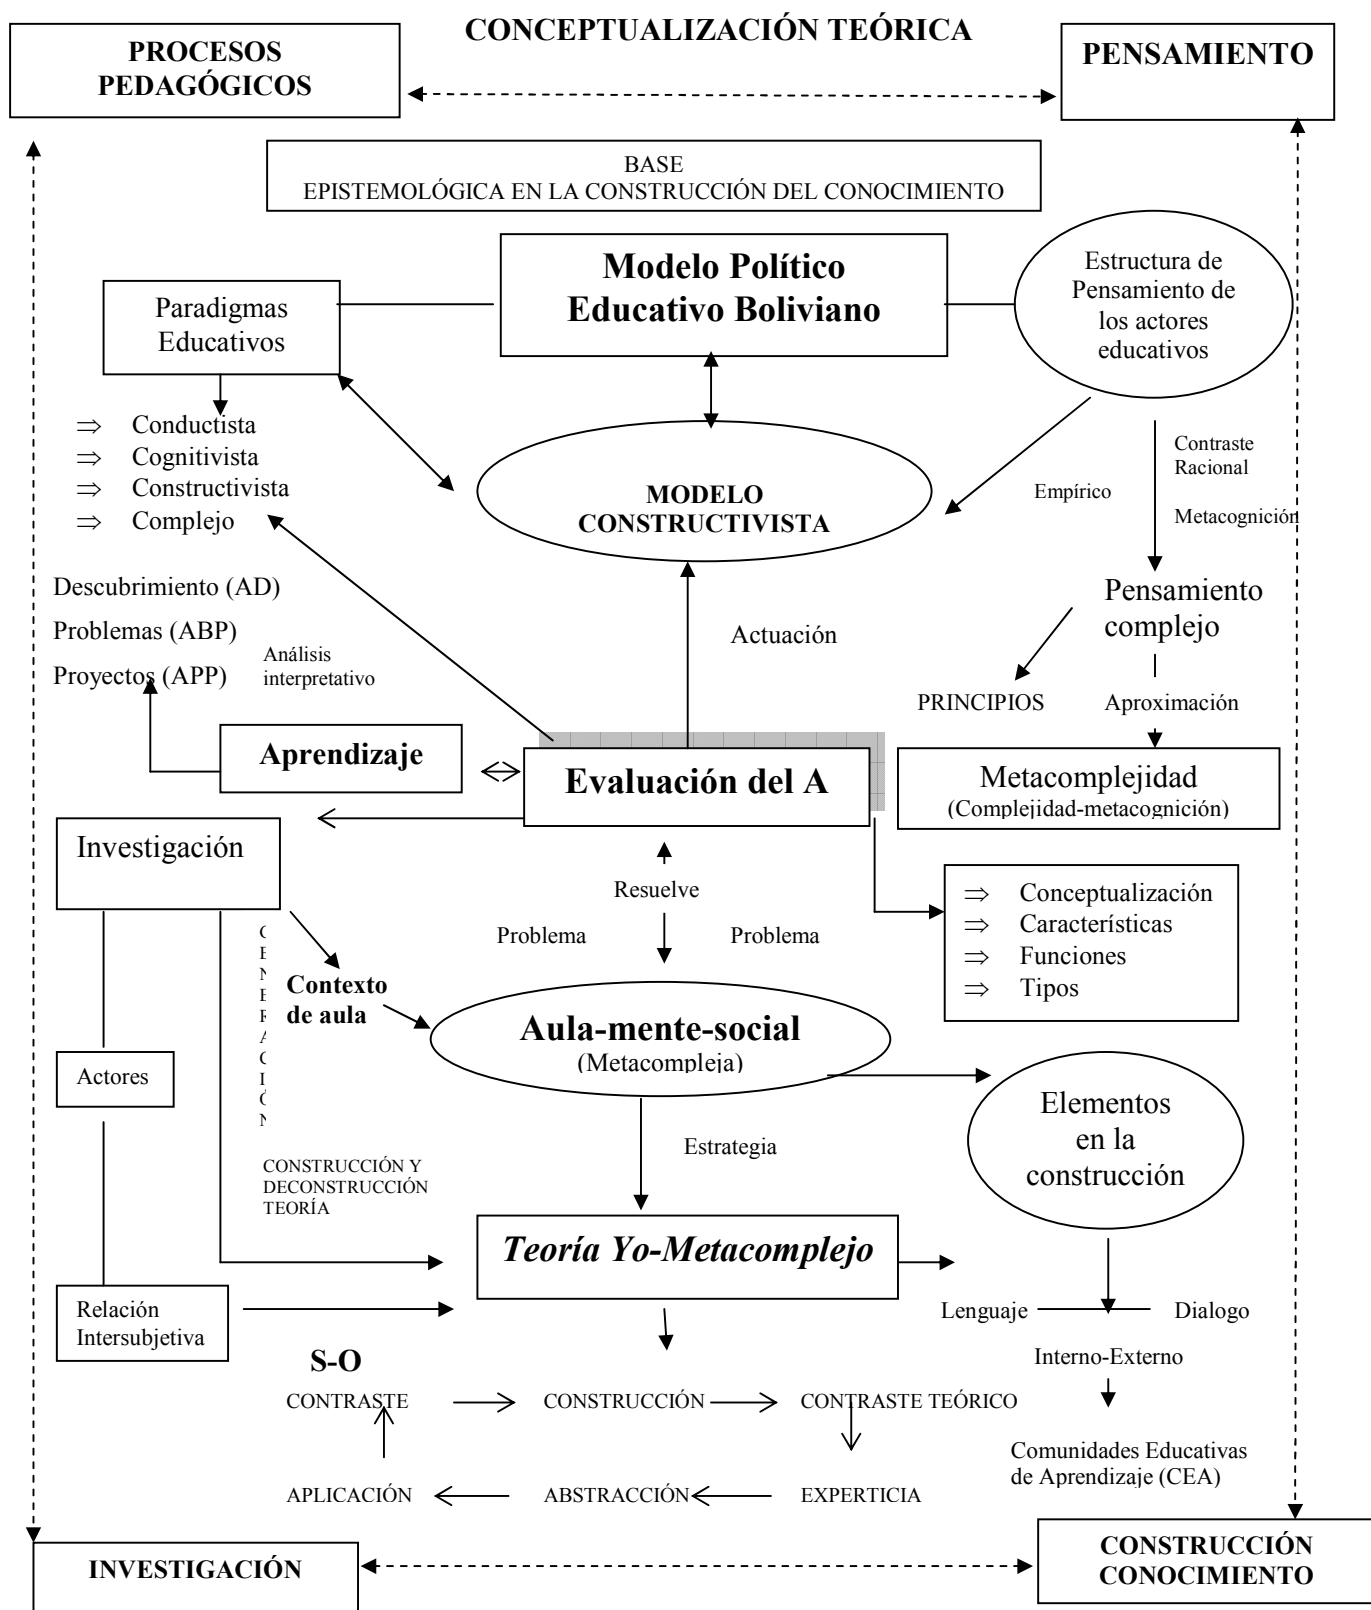 CONCEPTUALIZACIÓN TEÓRICA
PROCESOS
PEDAGÓGICOS
PENSAMIENTO
BASE
EPISTEMOLÓGICA EN LA CONSTRUCCIÓN DEL CONOCIMIENTO
Modelo Político
Educativo Boliviano
Paradigmas
Educativos
Estructura de
Pensamiento de
los actores
educativos
⇒ Conductista
⇒ Cognitivista
⇒ Constructivista
⇒ Complejo
MODELO
CONSTRUCTIVISTA
Empírico
Contraste
Racional
Metacognición
Descubrimiento (AD)
Problemas (ABP)
Proyectos (APP)
Análisis
interpretativo
Actuación
Pensamiento
complejo
PRINCIPIOS
Aproximación
Aprendizaje
Evaluación del A
Metacomplejidad
(Complejidad-metacognición)
Investigación
Resuelve
Problema
Problema
⇒ Conceptualización
⇒ Características
⇒ Funciones
⇒ Tipos
G
E
N
E
R
A
C
I
Ó
N
Contexto
de aula
Aula-mente-social
(Metacompleja)
Actores
Elementos
en la
construcción
Estrategia
CONSTRUCCIÓN Y
DECONSTRUCCIÓN
TEORÍA
Teoría Yo-Metacomplejo
Relación
Intersubjetiva
Lenguaje
Dialogo
Interno-Externo
S-O
CONTRASTE
CONSTRUCCIÓN
CONTRASTE TEÓRICO
Comunidades Educativas
de Aprendizaje (CEA)
APLICACIÓN
ABSTRACCIÓN
EXPERTICIA
INVESTIGACIÓN
CONSTRUCCIÓN
CONOCIMIENTO